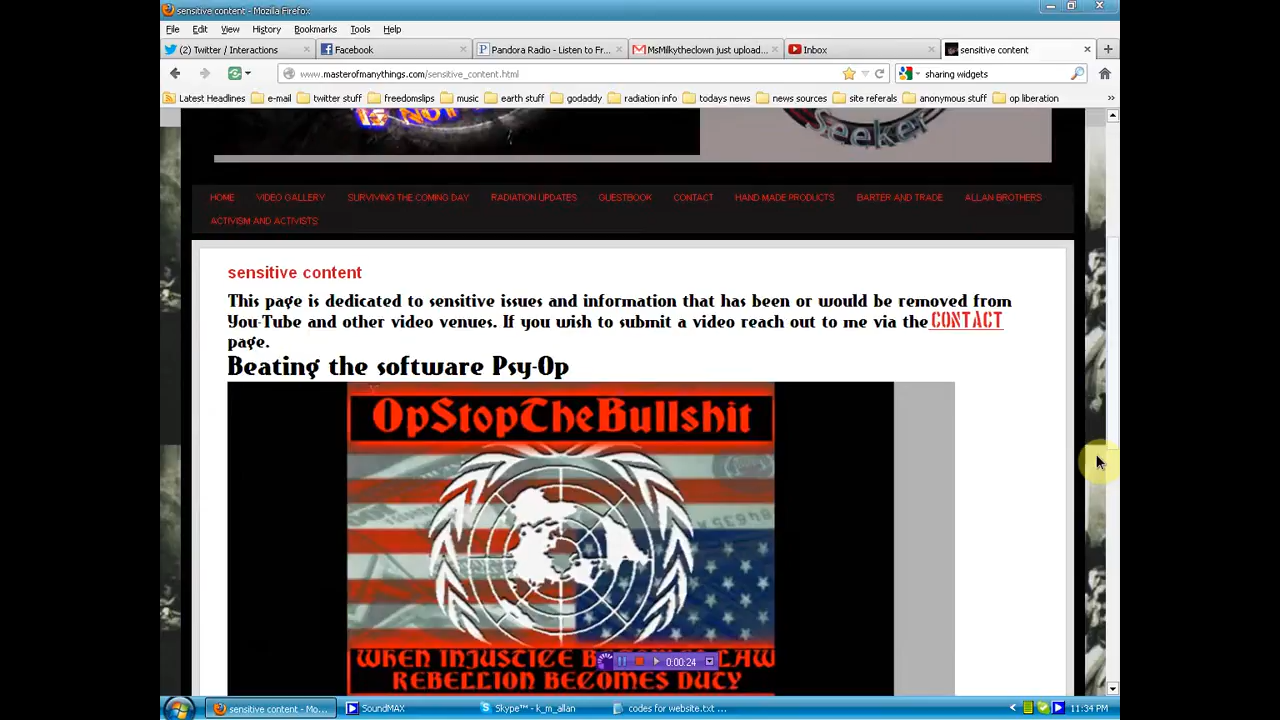 sensitive content - Mozilla Firefox
File Edit View History Bookmarks Tools Help
(2) Twitter / Interactions Facebook Pandora Radio - Listen to Fr... MsMilkytheclown just upload... Inbox sensitive content
www.masterofmanythings.com/sensitive_content.html sharing widgets
Latest Headlines e-mail twitter stuff freedomslips music earth stuff godaddy radiation info todays news news sources site referals anonymous stuff op liberation »
IS NOT
Seeker
HOME VIDEO GALLERY SURVIVING THE COMING DAY RADIATION UPDATES GUESTBOOK CONTACT HAND MADE PRODUCTS BARTER AND TRADE ALLAN BROTHERS
ACTIVISM AND ACTIVISTS
sensitive content
This page is dedicated to sensitive issues and information that has been or would be removed from
You-Tube and other video venues. If you wish to submit a video reach out to me via the CONTACT
page.
Beating the software Psy-Op
OpStopTheBullshit
WHEN INJUSTICE B LAW
0:00.24
REBELLION BECOMES DUTY
sensitive content - Mo... SoundMAX Skype™ - k_m_allan codes for website.txt ... 11:34 PM